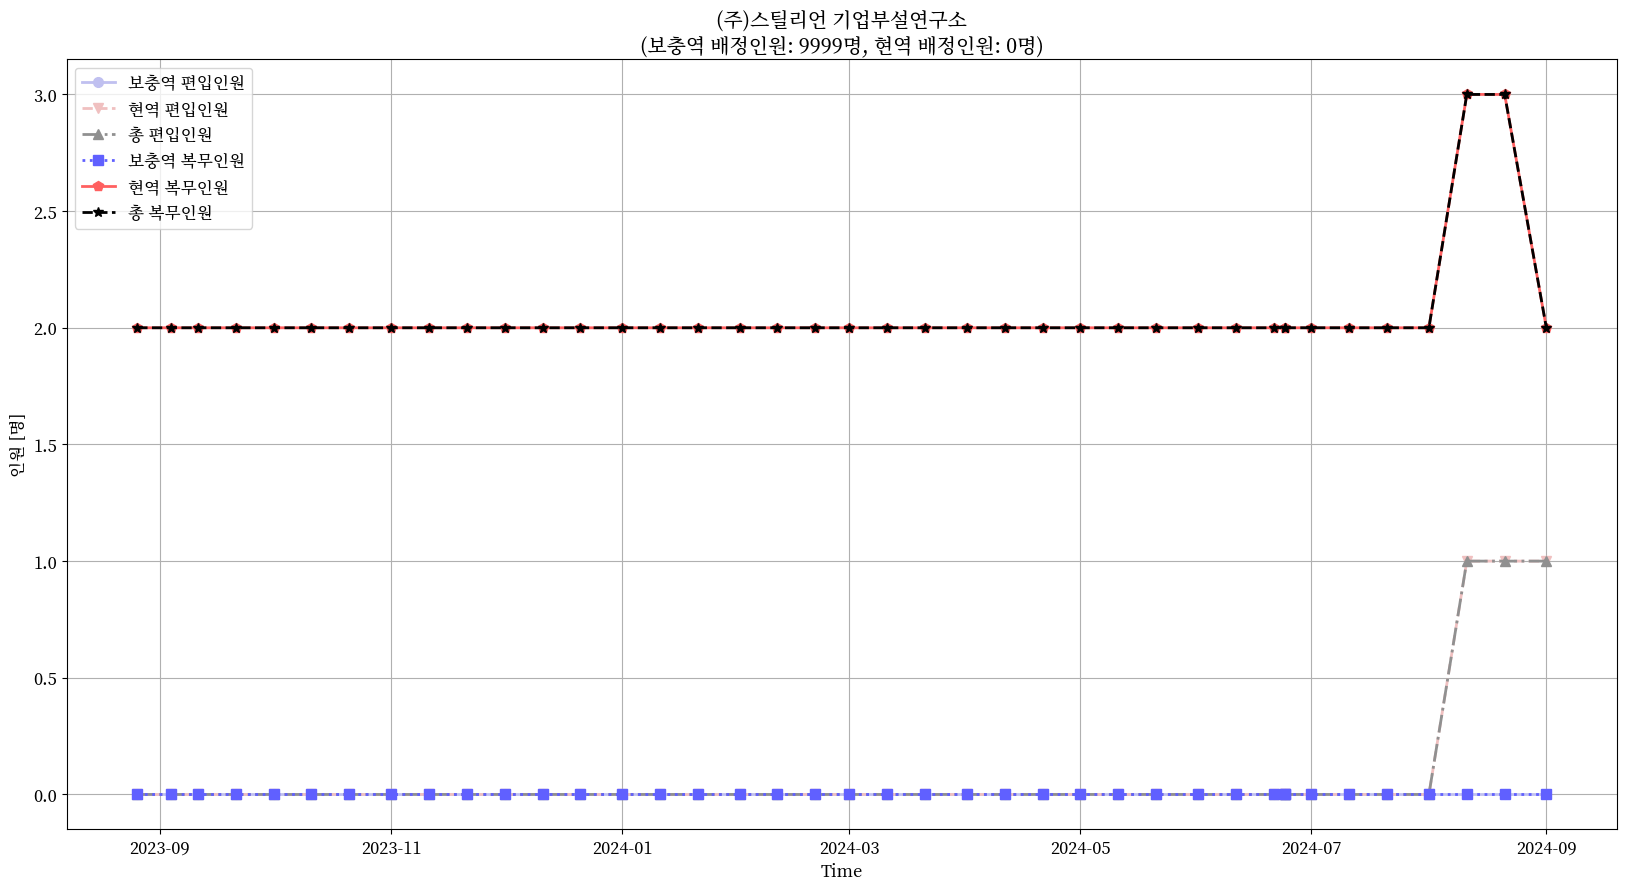 (주)스틸리언 기업부설연구소
(보충역 배정인원: 9999명, 현역 배정인원: 0명)
보충역 편입인원
현역 편입인원
총 편입인원
보충역 복무인원
현역 복무인원
총 복무인원
3.0
2.5
2.0
1.5
1.0
0.5
0.0
인원 [명]
2023-09 2023-11 2024-01 2024-03 2024-05 2024-07 2024-09
Time